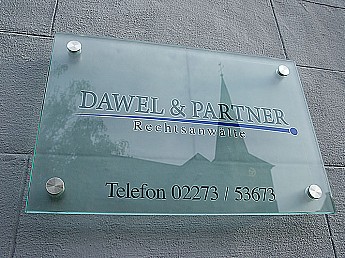 DAWEL & PARTNER
Rechtsanwälte
Telefon 02273 / 53673